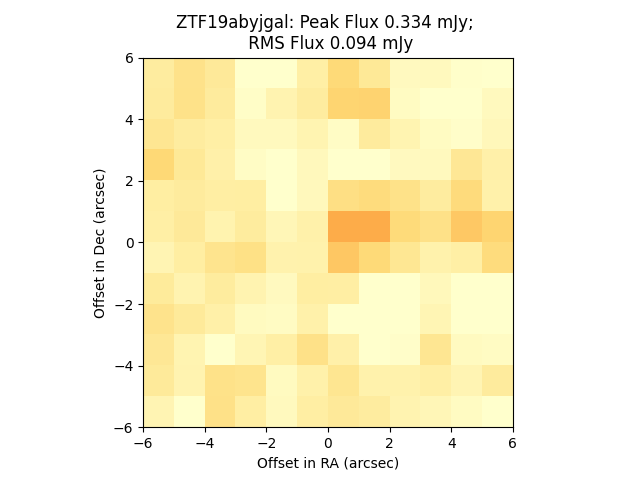 ZTF19abyjgal: Peak Flux 0.334 mJy;
RMS Flux 0.094 mJy
6
4
2
0
−2
−4
−6
Offset in Dec (arcsec)
−6 −4 −2 0 2 4 6
Offset in RA (arcsec)